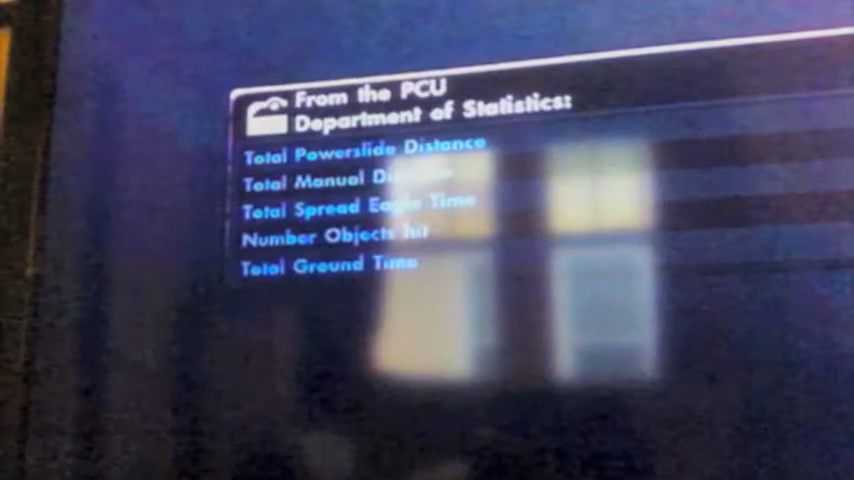 From the PCU
Department of Statistics:
Total Powerslide Distance
Total Manual
Total Spread Eagle Time
Number Objects hit
Total Ground Time